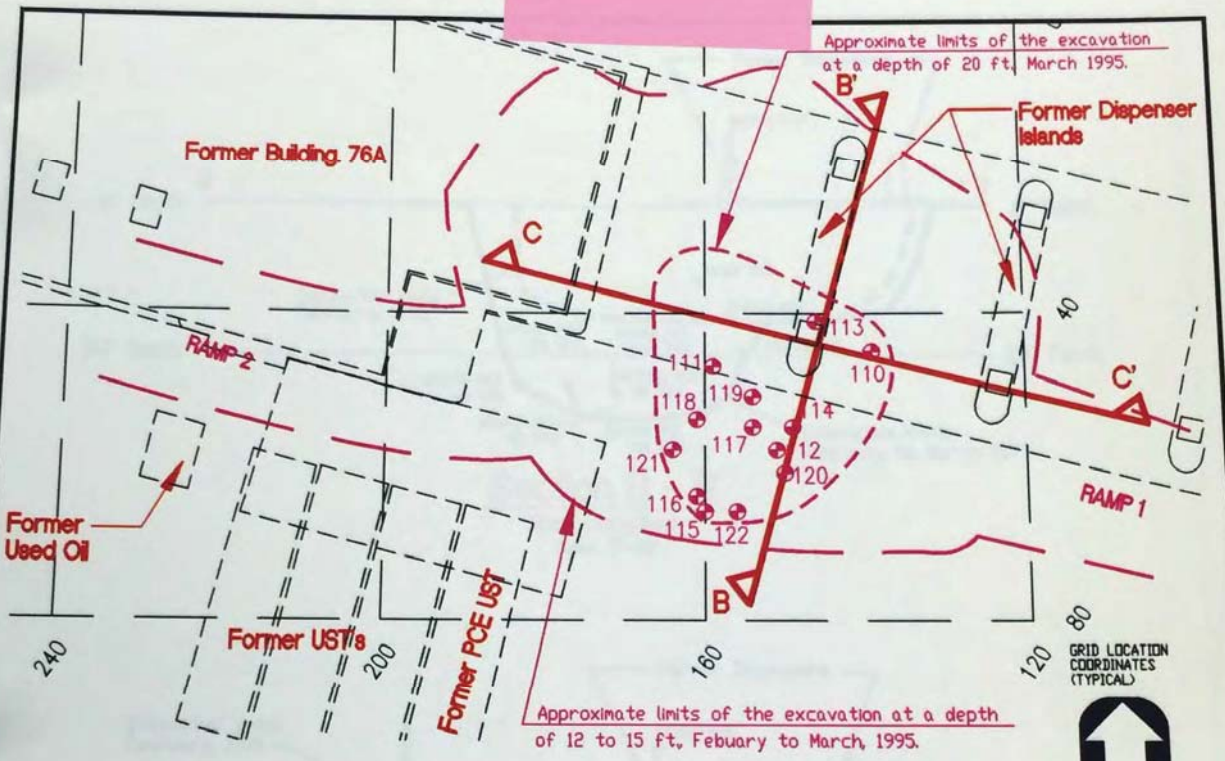 Approximate limits of the excavation
at a depth of 20 ft, March 1995.
B'
Former Dispenser
Islands
Former Building. 76A
C
113
40
110
RAMP 2
111
119
C'
118
114
117
12
121
120
116
RAMP 1
115
122
Former
Used Oil
B
Former UST's
Former PCE UST
240
200
160
120
80
GRID LOCATION
COORDINATES
(TYPICAL)
Approximate limits of the excavation at a depth
of 12 to 15 ft, Febuary to March, 1995.